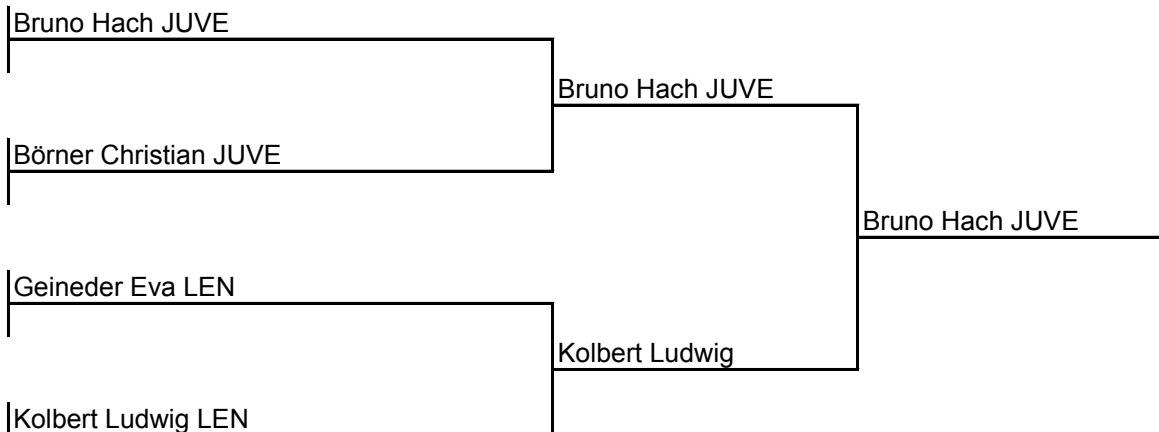 Bruno Hach JUVE
Bruno Hach JUVE
Börner Christian JUVE
Bruno Hach JUVE
Geineder Eva LEN
Kolbert Ludwig
Kolbert Ludwig LEN